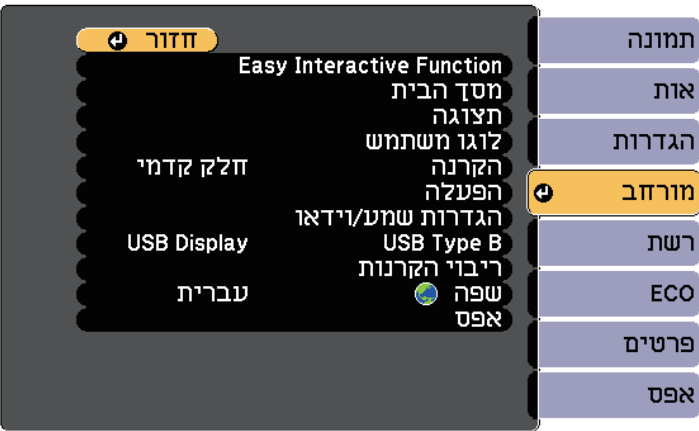 חזור
Easy Interactive Function
מסך הבית
תצוגה
לוגו משתמש
הקרנה חלק קדמי
הפעלה
הגדרות שמע/וידאו
USB Type B USB Display
ריבוי הקרנות
שפה עברית
אפס
תמונה
אות
הגדרות
מורחב
רשת
ECO
פרטים
אפס